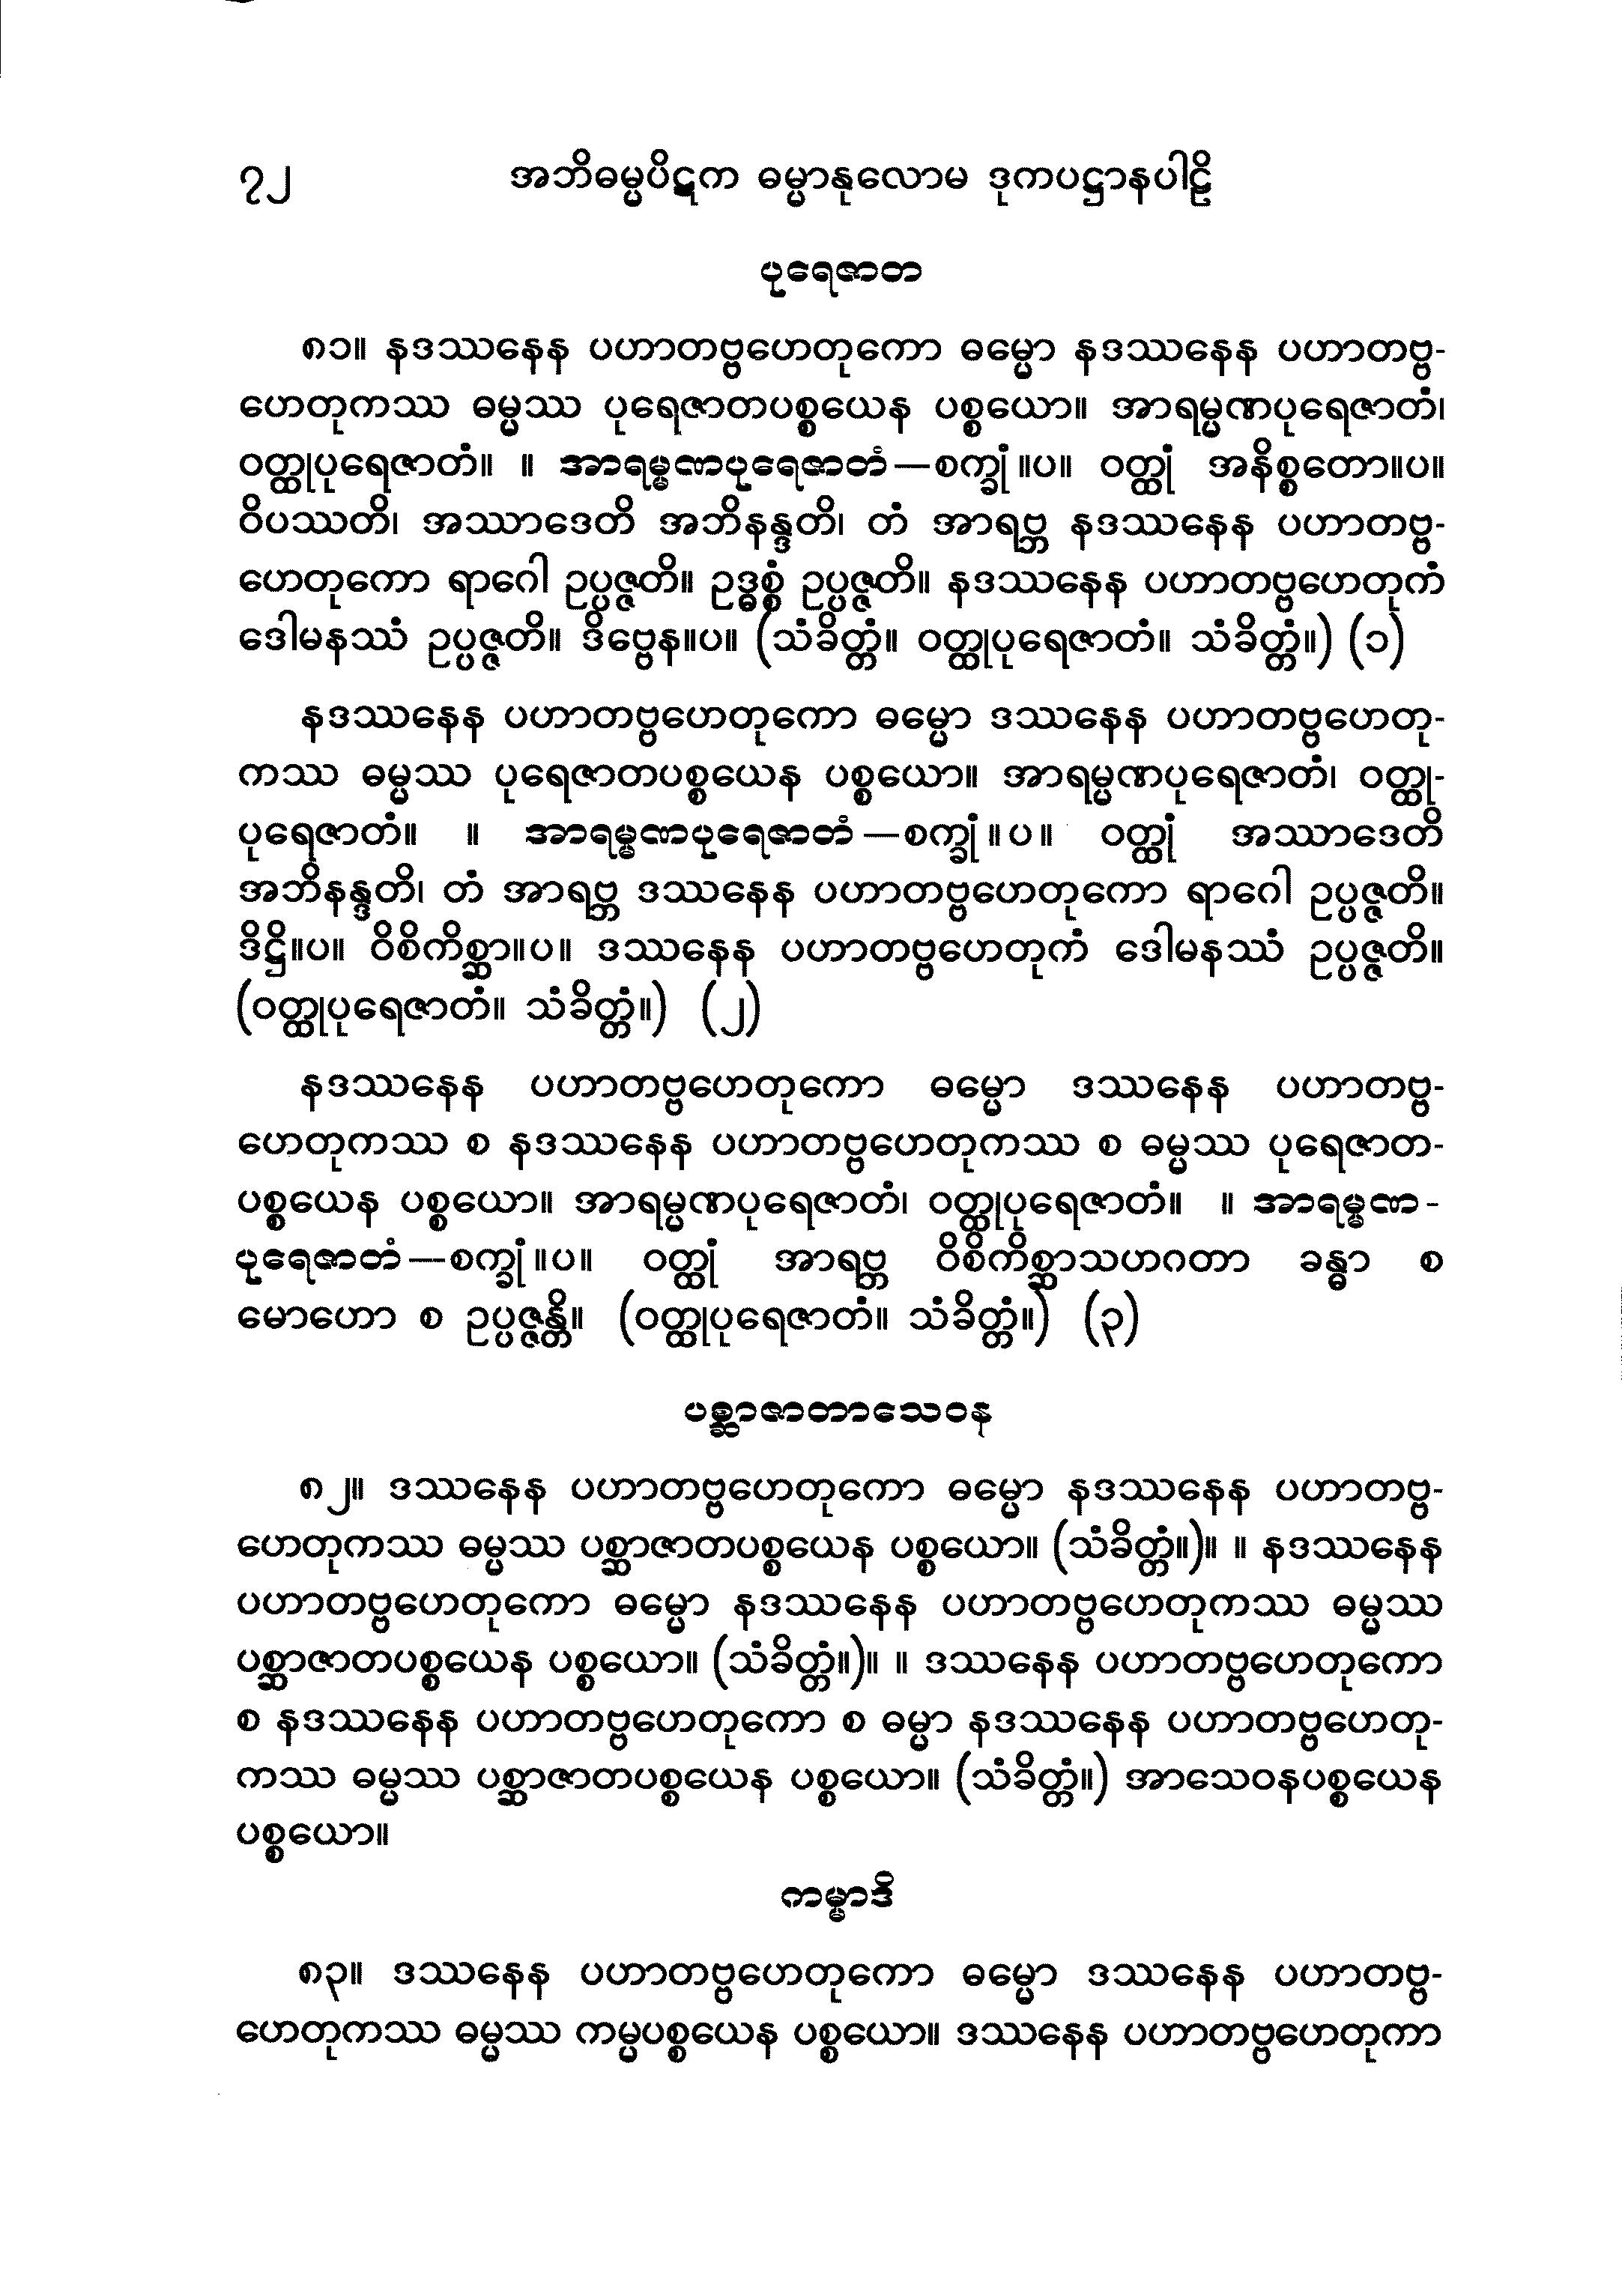 ၇၂ အဘိဓမ္မပိဋက ဓမ္မာနုလောမ ဒုကပဋ္ဌာနပါဠိ
ပုရေဇာတ
၈၁။ နဒဿနေန ပဟာတဗ္ဗဟေတုကော ဓမ္မော နဒဿနေန ပဟာတဗ္ဗ-
ဟေတုကဿ ဓမ္မဿ ပုရေဇာတပစ္စယေန ပစ္စယော။ အာရမ္မဏပုရေဇာတံ၊
ဝတ္ထုပုရေဇာတံ။ ။ အာရမ္မဏပုရေဇာတံ—စက္ခုံ။ပ။ ဝတ္ထုံ အနိစ္စတော။ပ။
ဝိပဿတိ၊ အဿာဒေတိ အဘိနန္ဒတိ၊ တံ အာရဗ္ဘ နဒဿနေန ပဟာတဗ္ဗ-
ဟေတုကော ရာဂေါ ဥပ္ပဇ္ဇတိ။ ဥဒ္ဓစ္စံ ဥပ္ပဇ္ဇတိ။ နဒဿနေန ပဟာတဗ္ဗဟေတုကံ
ဒေါမနဿံ ဥပ္ပဇ္ဇတိ။ ဒိဗ္ဗေန။ပ။ (သံခိတ္တံ။ ဝတ္ထုပုရေဇာတံ။ သံခိတ္တံ။) (၁)
နဒဿနေန ပဟာတဗ္ဗဟေတုကော ဓမ္မော ဒဿနေန ပဟာတဗ္ဗဟေတု-
ကဿ ဓမ္မဿ ပုရေဇာတပစ္စယေန ပစ္စယော။ အာရမ္မဏပုရေဇာတံ၊ ဝတ္ထု-
ပုရေဇာတံ။ ။ အာရမ္မဏပုရေဇာတံ—စက္ခုံ။ပ။ ဝတ္ထုံ အဿာဒေတိ
အဘိနန္ဒတိ၊ တံ အာရဗ္ဘ ဒဿနေန ပဟာတဗ္ဗဟေတုကော ရာဂေါ ဥပ္ပဇ္ဇတိ။
ဒိဋ္ဌိ။ပ။ ဝိစိကိစ္ဆာ။ပ။ ဒဿနေန ပဟာတဗ္ဗဟေတုကံ ဒေါမနဿံ ဥပ္ပဇ္ဇတိ။
(ဝတ္ထုပုရေဇာတံ။ သံခိတ္တံ။) (၂)
နဒဿနေန ပဟာတဗ္ဗဟေတုကော ဓမ္မော ဒဿနေန ပဟာတဗ္ဗ-
ဟေတုကဿ စ နဒဿနေန ပဟာတဗ္ဗဟေတုကဿ စ ဓမ္မဿ ပုရေဇာတ-
ပစ္စယေန ပစ္စယော။ အာရမ္မဏပုရေဇာတံ၊ ဝတ္ထုပုရေဇာတံ။ ။ အာရမ္မဏ-
ပုရေဇာတံ—စက္ခုံ။ပ။ ဝတ္ထုံ အာရဗ္ဘ ဝိစိကိစ္ဆာသဟဂတာ ခန္ဓာ စ
မောဟော စ ဥပ္ပဇ္ဇန္တိ။ (ဝတ္ထုပုရေဇာတံ။ သံခိတ္တံ။) (၃)
ပစ္ဆာဇာတာသေဝန
၈၂။ ဒဿနေန ပဟာတဗ္ဗဟေတုကော ဓမ္မော နဒဿနေန ပဟာတဗ္ဗ-
ဟေတုကဿ ဓမ္မဿ ပစ္ဆာဇာတပစ္စယေန ပစ္စယော။ (သံခိတ္တံ။)။ ။ နဒဿနေန
ပဟာတဗ္ဗဟေတုကော ဓမ္မော နဒဿနေန ပဟာတဗ္ဗဟေတုကဿ ဓမ္မဿ
ပစ္ဆာဇာတပစ္စယေန ပစ္စယော။ (သံခိတ္တံ။)။ ။ ဒဿနေန ပဟာတဗ္ဗဟေတုကော
စ နဒဿနေန ပဟာတဗ္ဗဟေတုကော စ ဓမ္မာ နဒဿနေန ပဟာတဗ္ဗဟေတု-
ကဿ ဓမ္မဿ ပစ္ဆာဇာတပစ္စယေန ပစ္စယော။ (သံခိတ္တံ။) အာသေဝနပစ္စယေန
ပစ္စယော။
ကမ္မာဒိ
၈၃။ ဒဿနေန ပဟာတဗ္ဗဟေတုကော ဓမ္မော ဒဿနေန ပဟာတဗ္ဗ-
ဟေတုကဿ ဓမ္မဿ ကမ္မပစ္စယေန ပစ္စယော။ ဒဿနေန ပဟာတဗ္ဗဟေတုကာ